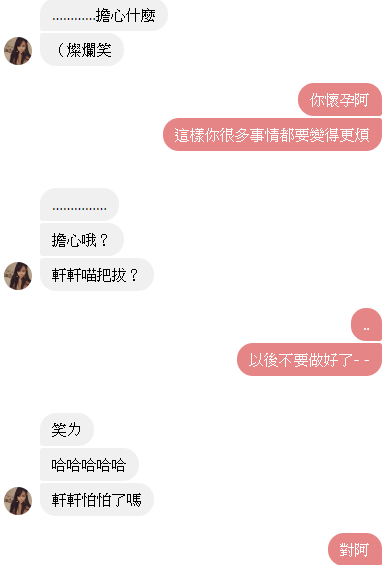 …………擔心什麼
（燦爛笑
你懷孕阿
這樣你很多事情都要變得更煩
...............
擔心哦？
軒軒喵把拔？
..
以後不要做好了- -
笑ㄌ
哈哈哈哈哈
軒軒怕怕了嗎
對阿